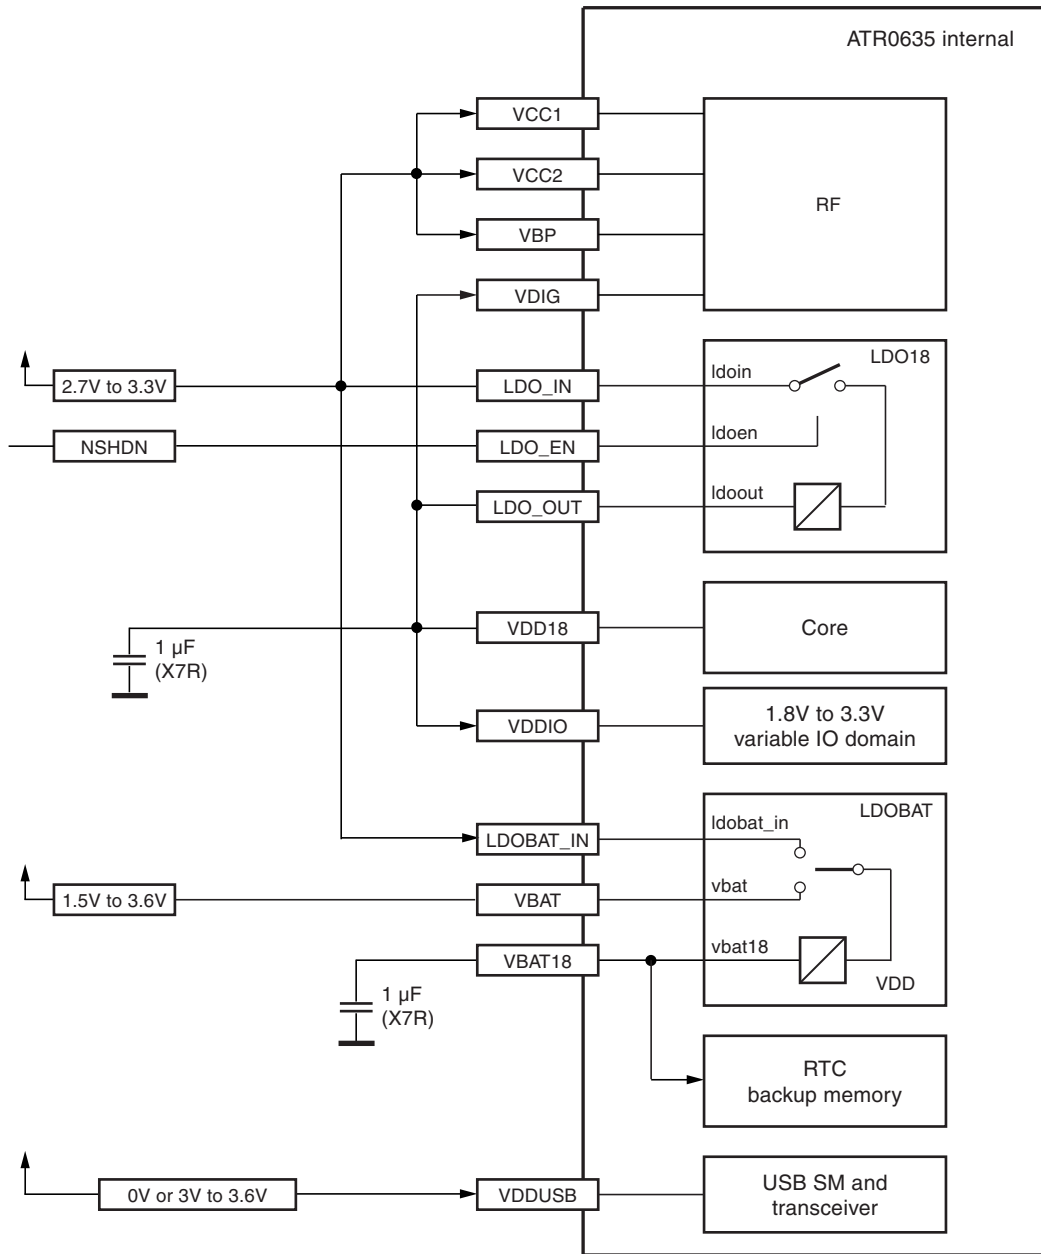 ATR0635 internal
VCC1
VCC2
RF
VBP
VDIG
LDO18
2.7V to 3.3V
LDO_IN
ldoin
NSHDN
LDO_EN
ldoen
LDO_OUT
ldoout
VDD18
Core
1 µF
(X7R)
VDDIO
1.8V to 3.3V
variable IO domain
LDOBAT
LDOBAT_IN
ldobat_in
1.5V to 3.6V
VBAT
vbat
VBAT18
vbat18
VDD
1 µF
(X7R)
RTC
backup memory
0V or 3V to 3.6V
VDDUSB
USB SM and
transceiver